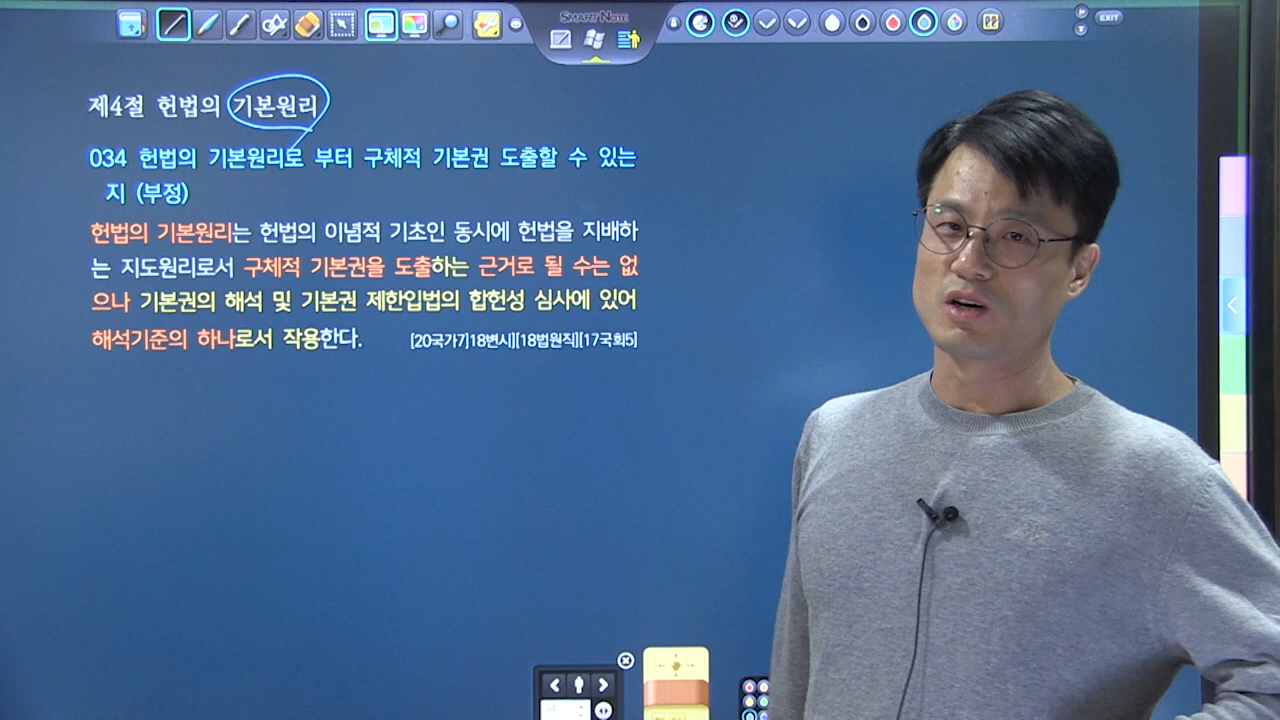 SMARTNOTE
EXIT
제4절 헌법의 기본원리
034 헌법의 기본원리로 부터 구체적 기본권 도출할 수 있는
지 (부정)
헌법의 기본원리는 헌법의 이념적 기초인 동시에 헌법을 지배하
는 지도원리로서 구체적 기본권을 도출하는 근거로 될 수는 없
으나 기본권의 해석 및 기본권 제한입법의 합헌성 심사에 있어
해석기준의 하나로서 작용한다. [20국가7]18변시][18법원직][17국회5]